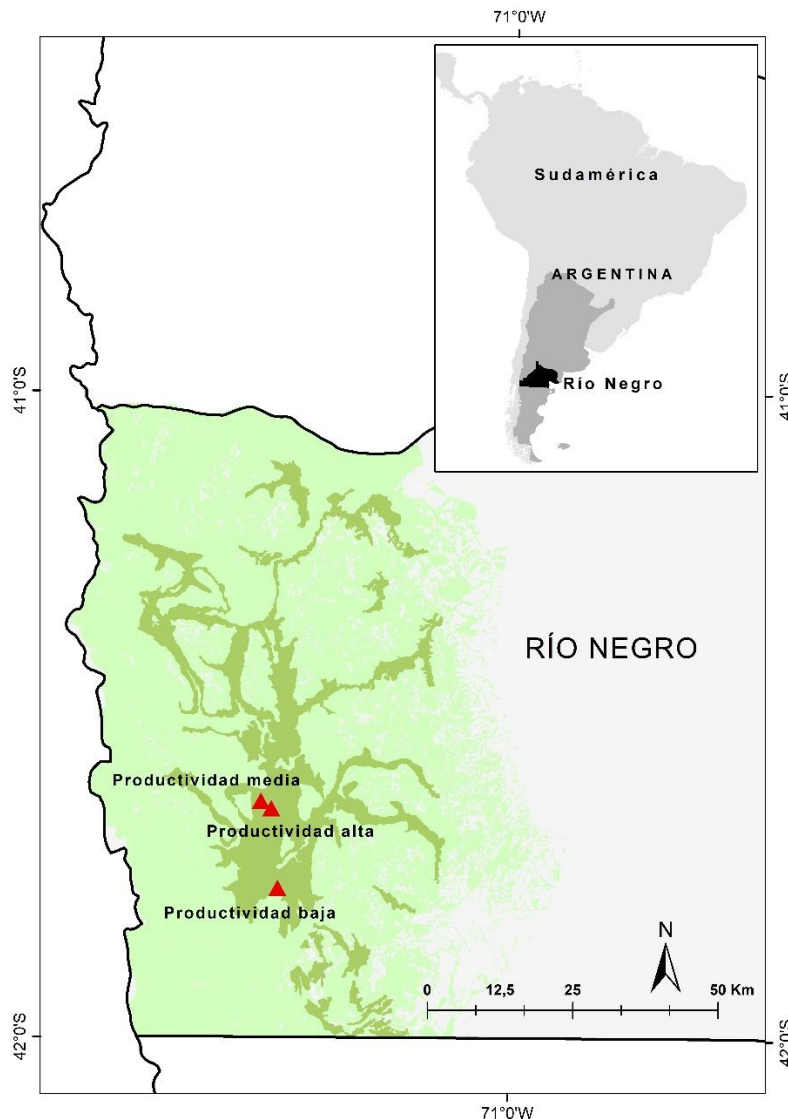 71°0'W
Sudamérica
ARGENTINA
Río Negro
41°0'S
41°0'S
RÍO NEGRO
Productividad media
Productividad alta
Productividad baja
N
0 12,5 25 50 Km
42°0'S
42°0'S
71°0'W